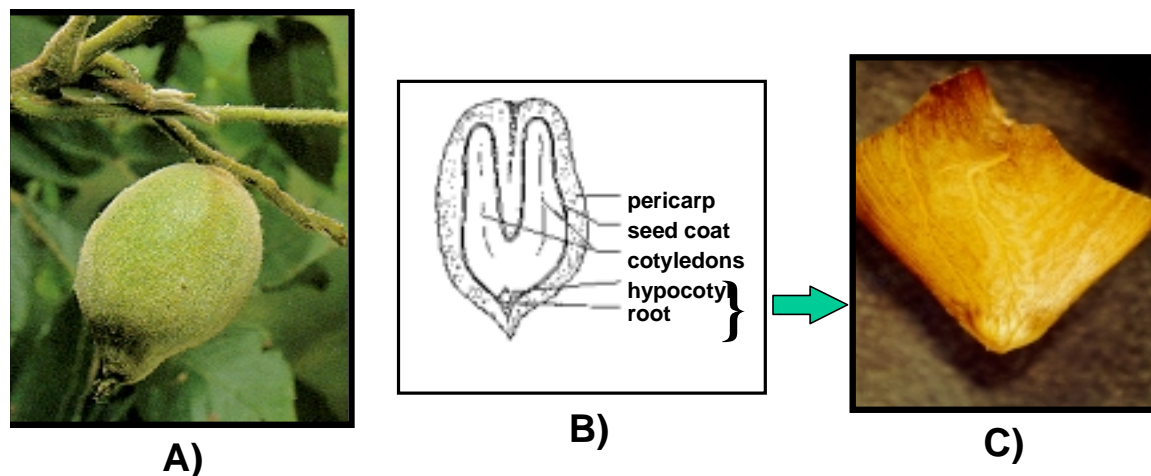 pericarp
seed coat
cotyledons
hypocotyl
root
A)
B)
C)